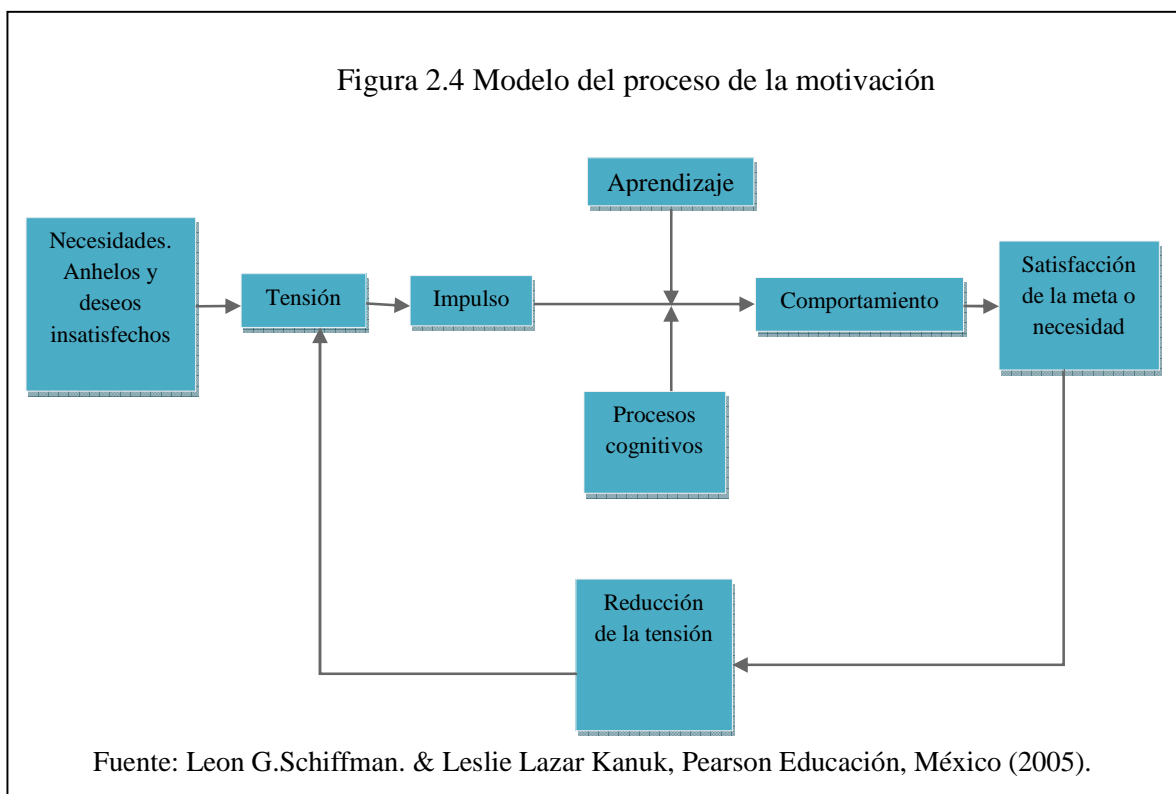 Figura 2.4 Modelo del proceso de la motivación
Aprendizaje
Necesidades.
Anhelos y
deseos
insatisfechos
Tensión
Impulso
Comportamiento
Satisfacción
de la meta o
necesidad
Procesos
cognitivos
Reducción
de la tensión
Fuente: Leon G.Schiffman. & Leslie Lazar Kanuk, Pearson Educación, México (2005).